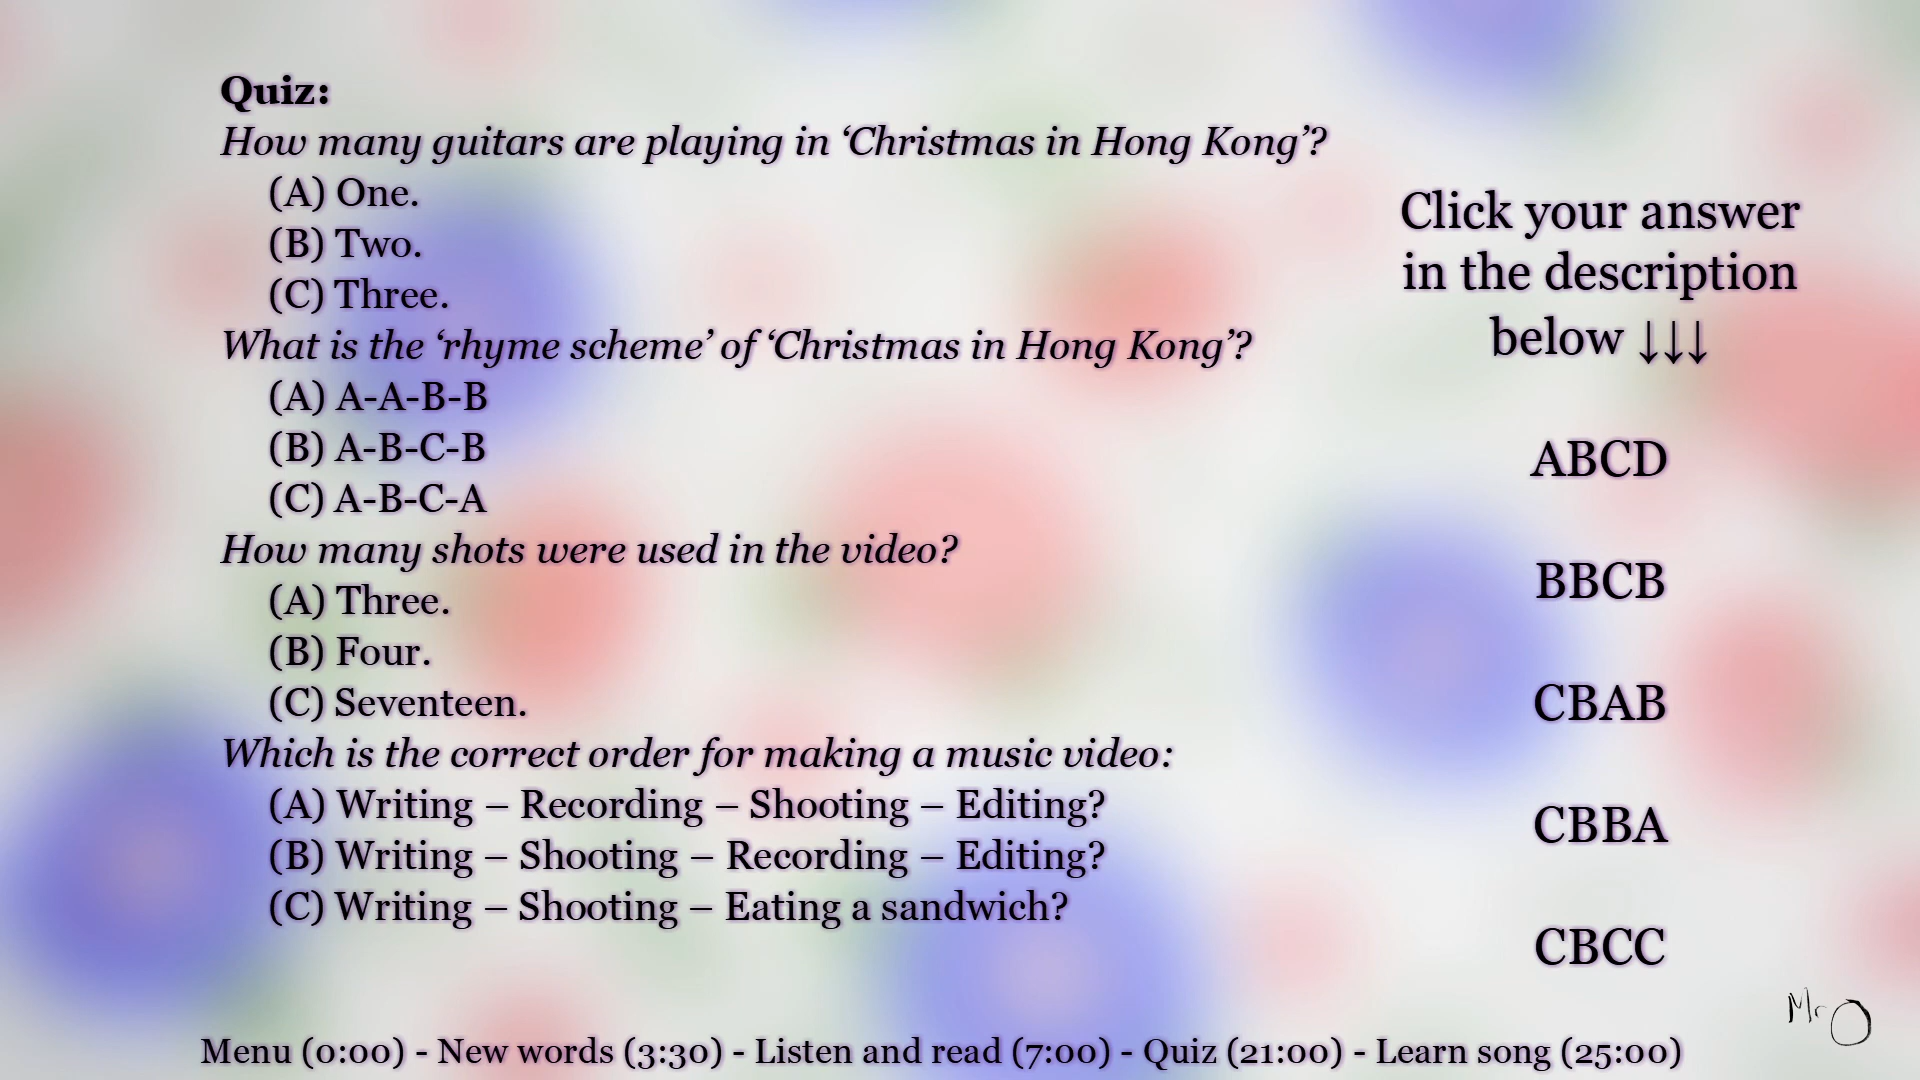 Quiz:
How many guitars are playing in ‘Christmas in Hong Kong’?
(A) One.
(B) Two.
(C) Three.
What is the ‘rhyme scheme’ of ‘Christmas in Hong Kong’?
(A) A-A-B-B
(B) A-B-C-B
(C) A-B-C-A
How many shots were used in the video?
(A) Three.
(B) Four.
(C) Seventeen.
Which is the correct order for making a music video:
(A) Writing – Recording – Shooting – Editing?
(B) Writing – Shooting – Recording – Editing?
(C) Writing – Shooting – Eating a sandwich?
Click your answer
in the description
below ↓↓↓
ABCD
BBCB
CBAB
CBBA
CBCC
Mr O
Menu (0:00) - New words (3:30) - Listen and read (7:00) - Quiz (21:00) - Learn song (25:00)